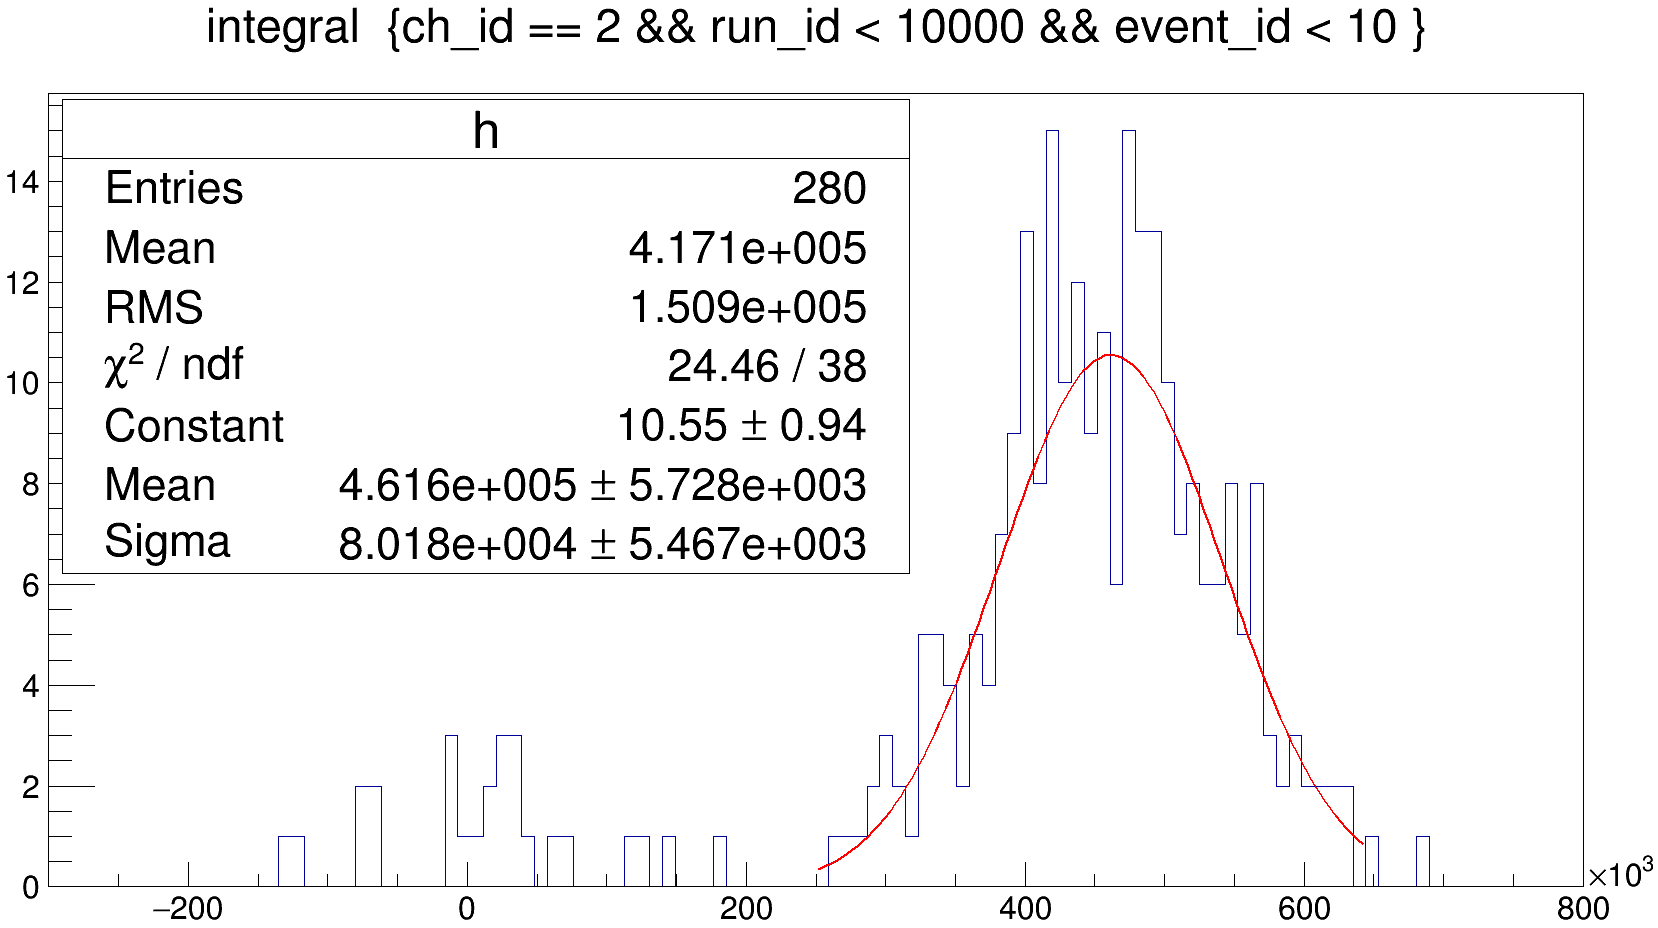 integral {ch_id == 2 && run_id < 10000 && event_id < 10 }
h
Entries 280
Mean 4.171e+005
RMS 1.509e+005
χ² / ndf 24.46 / 38
Constant 10.55 ± 0.94
Mean 4.616e+005 ± 5.728e+003
Sigma 8.018e+004 ± 5.467e+003
14
12
10
8
6
4
2
0
−200 0 200 400 600 800
×10³